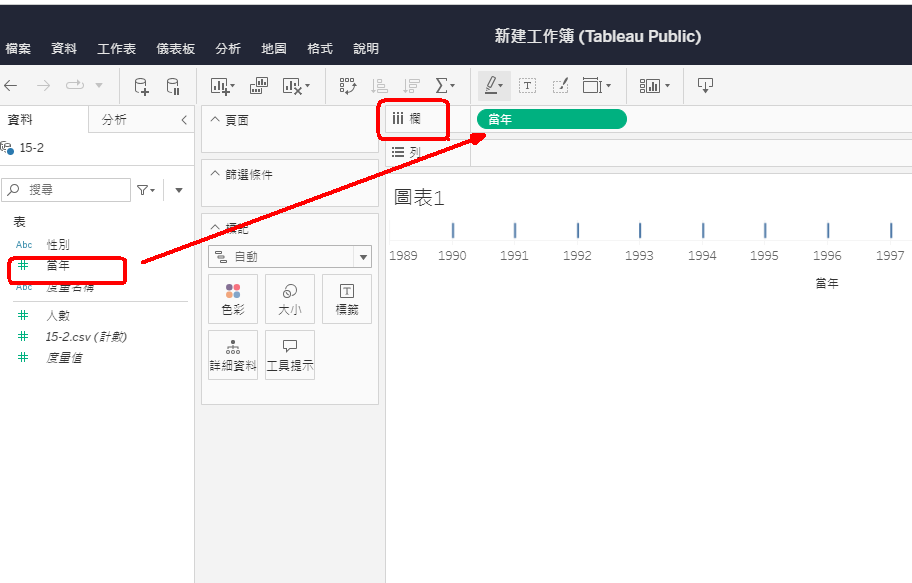 新建工作簿 (Tableau Public)
檔案 資料 工作表 儀表板 分析 地圖 格式 說明
資料 分析
15-2
搜尋
表
Abc 性別
當年
Abc 度量名稱
人數
15-2.csv (計數)
度量值
頁面
篩選條件
標記
自動
色彩 大小 標籤
詳細資料 工具提示
欄 當年
列
圖表1
1989 1990 1991 1992 1993 1994 1995 1996 1997
當年